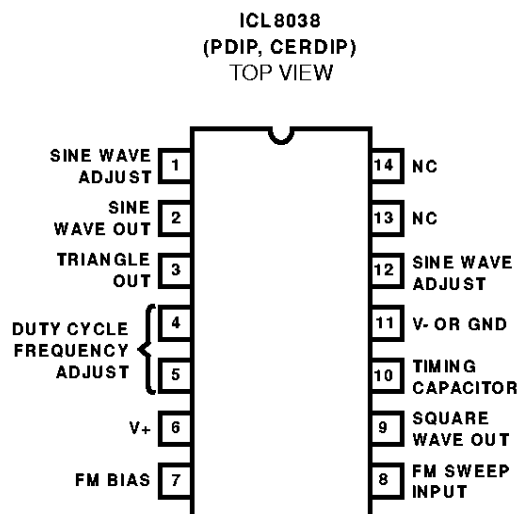 ICL8038
(PDIP, CERDIP)
TOP VIEW
SINE WAVE
ADJUST
1
SINE
WAVE OUT
2
TRIANGLE
OUT
3
DUTY CYCLE
FREQUENCY
ADJUST
4
5
V+
6
FM BIAS
7
14
NC
13
NC
12
SINE WAVE
ADJUST
11
V- OR GND
10
TIMING
CAPACITOR
9
SQUARE
WAVE OUT
8
FM SWEEP
INPUT